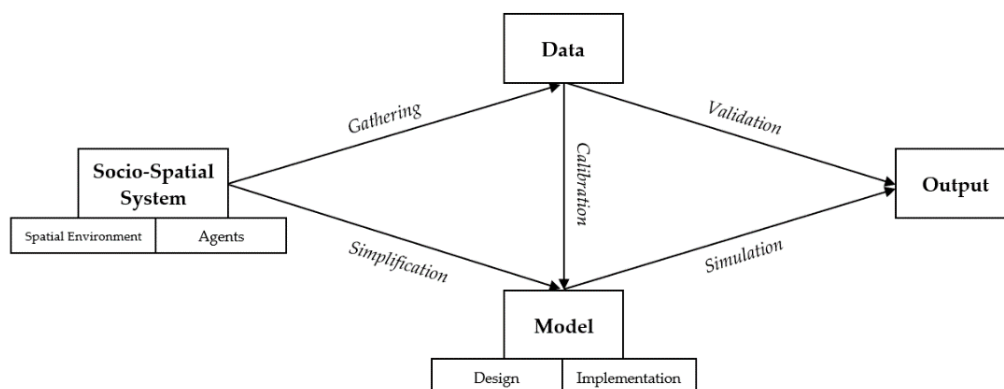 Data
Gathering
Validation
Calibration
Socio-Spatial
System
Spatial Environment
Agents
Output
Simplification
Simulation
Model
Design
Implementation